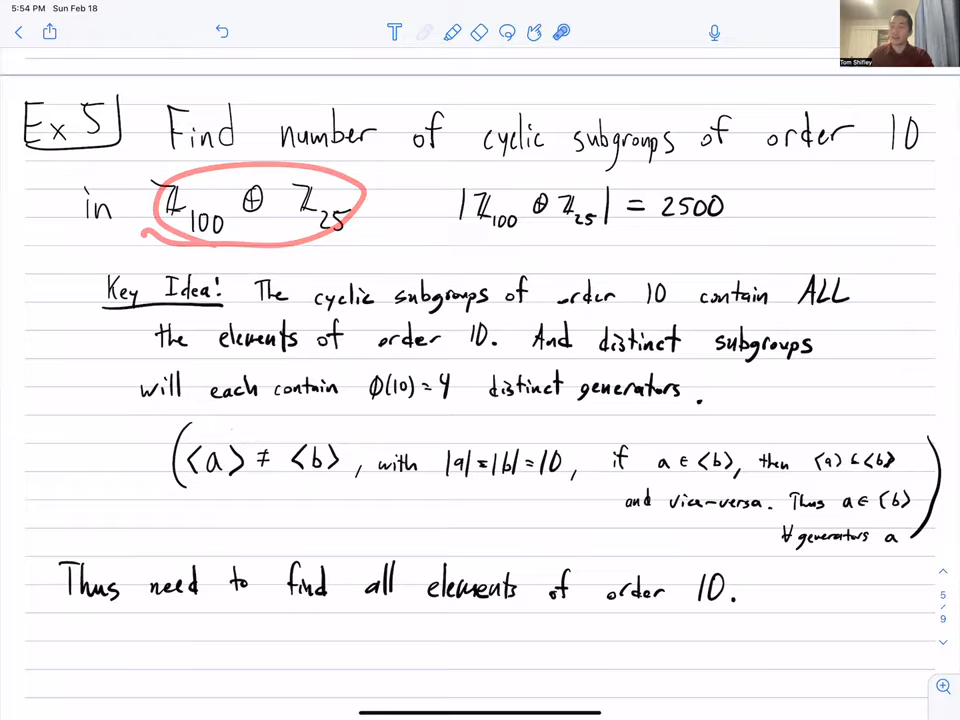 5:54 PM Sun Feb 18
Tom Shifley
Ex 5 Find number of cyclic subgroups of order 10
in ℤ₁₀₀ ⊕ ℤ₂₅ |ℤ₁₀₀ ⊕ ℤ₂₅| = 2500
Key Idea! The cyclic subgroups of order 10 contain ALL
the elements of order 10. And distinct subgroups
will each contain φ(10)=4 distinct generators.
(⟨a⟩ ≠ ⟨b⟩, with |a|=|b|=10, if a ∈ ⟨b⟩, then ⟨a⟩ ⊆ ⟨b⟩
and vice-versa. Thus a ∈ ⟨b⟩
∀ generators a)
Thus need to find all elements of order 10.
5
/
9